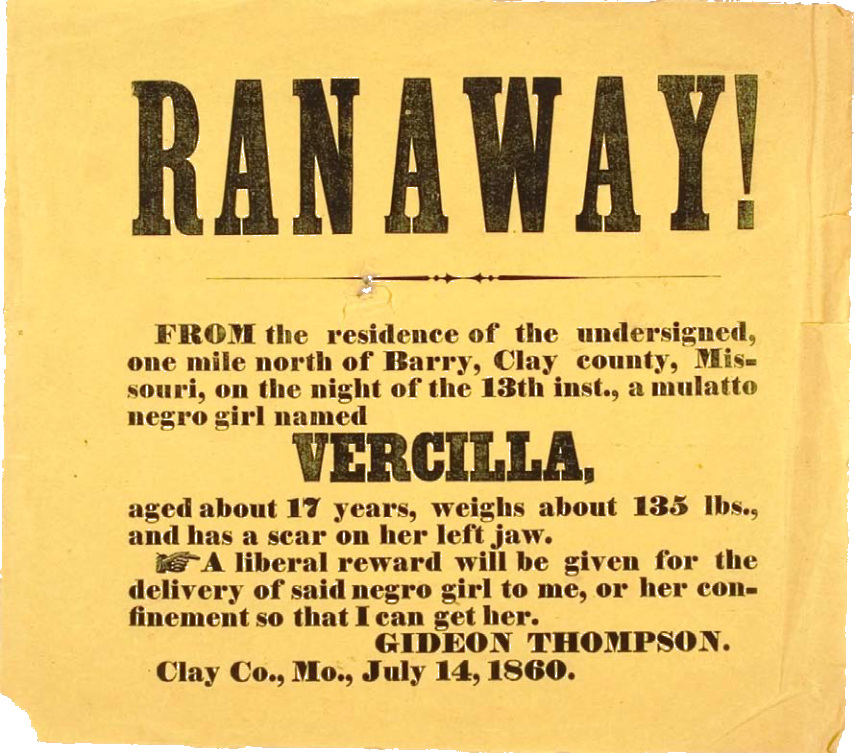 RANAWAY!
FROM the residence of the undersigned,
one mile north of Barry, Clay county, Mis-
souri, on the night of the 13th inst., a mulatto
negro girl named
VERCILLA,
aged about 17 years, weighs about 135 lbs.,
and has a scar on her left jaw.
☞A liberal reward will be given for the
delivery of said negro girl to me, or her con-
finement so that I can get her.
GIDEON THOMPSON.
Clay Co., Mo., July 14, 1860.